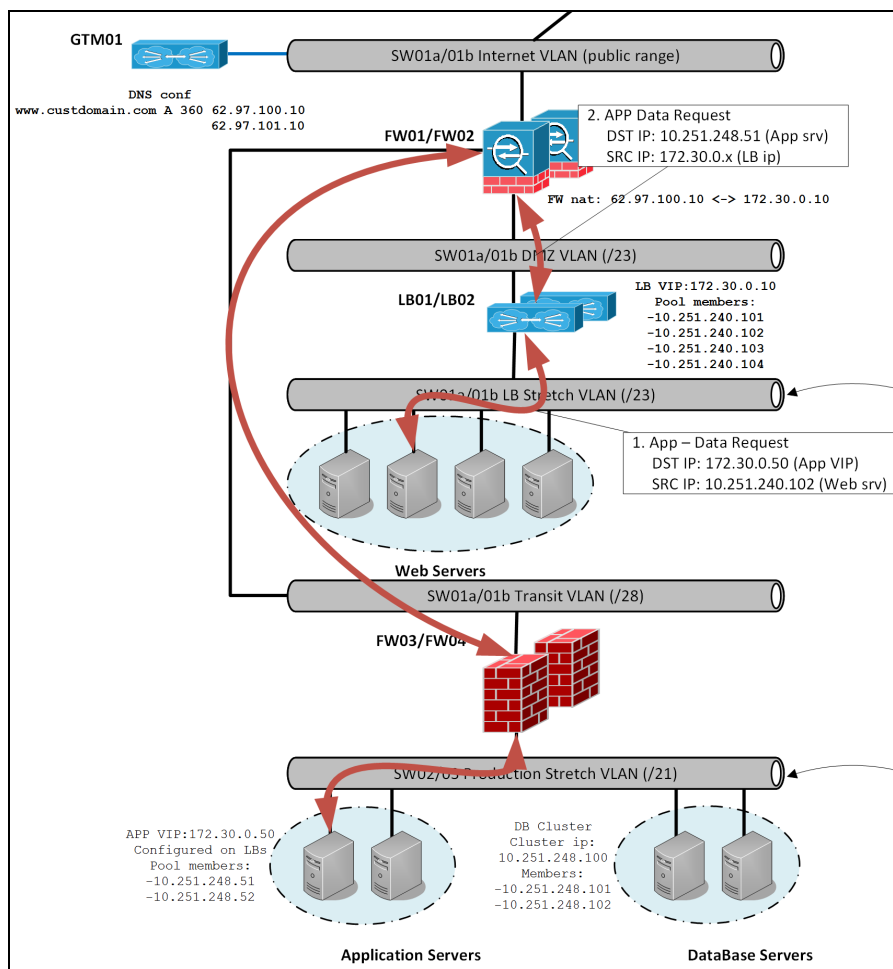 GTM01
SW01a/01b Internet VLAN (public range)
DNS conf
www.custdomain.com A 360 62.97.100.10
62.97.101.10
FW01/FW02
2. APP Data Request
DST IP: 10.251.248.51 (App srv)
SRC IP: 172.30.0.x (LB ip)
FW nat: 62.97.100.10 <-> 172.30.0.10
SW01a/01b DMZ VLAN (/23)
LB01/LB02
LB VIP:172.30.0.10
Pool members:
-10.251.240.101
-10.251.240.102
-10.251.240.103
-10.251.240.104
SW01a/01b LB Stretch VLAN (/23)
1. App – Data Request
DST IP: 172.30.0.50 (App VIP)
SRC IP: 10.251.240.102 (Web srv)
Web Servers
SW01a/01b Transit VLAN (/28)
FW03/FW04
SW02/03 Production Stretch VLAN (/21)
APP VIP:172.30.0.50
Configured on LBs
Pool members:
-10.251.248.51
-10.251.248.52
DB Cluster
Cluster ip:
10.251.248.100
Members:
-10.251.248.101
-10.251.248.102
Application Servers
DataBase Servers